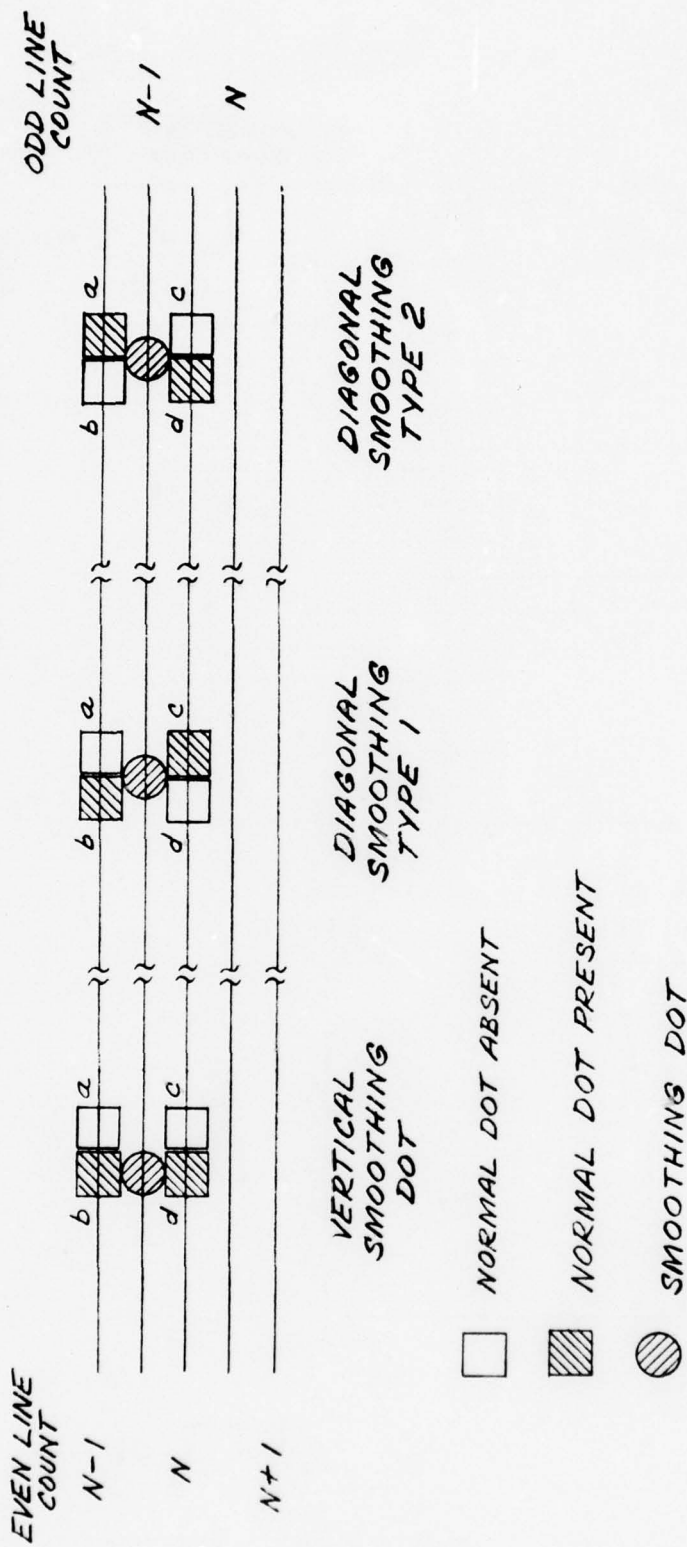 EVEN LINE
COUNT
N-1
N
N+1
ODD LINE
COUNT
N-1
N
b a
d c
VERTICAL
SMOOTHING
DOT
b a
d c
DIAGONAL
SMOOTHING
TYPE 1
b a
d c
DIAGONAL
SMOOTHING
TYPE 2
NORMAL DOT ABSENT
NORMAL DOT PRESENT
SMOOTHING DOT